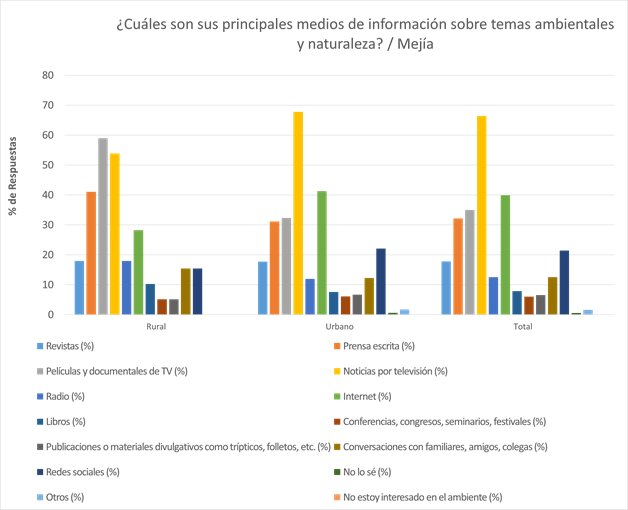 ¿Cuáles son sus principales medios de información sobre temas ambientales
y naturaleza? / Mejía
% de Respuestas
80
70
60
50
40
30
20
10
0
Rural Urbano Total
Revistas (%) Prensa escrita (%)
Películas y documentales de TV (%) Noticias por televisión (%)
Radio (%) Internet (%)
Libros (%) Conferencias, congresos, seminarios, festivales (%)
Publicaciones o materiales divulgativos como trípticos, folletos, etc. (%) Conversaciones con familiares, amigos, colegas (%)
Redes sociales (%) No lo sé (%)
Otros (%) No estoy interesado en el ambiente (%)